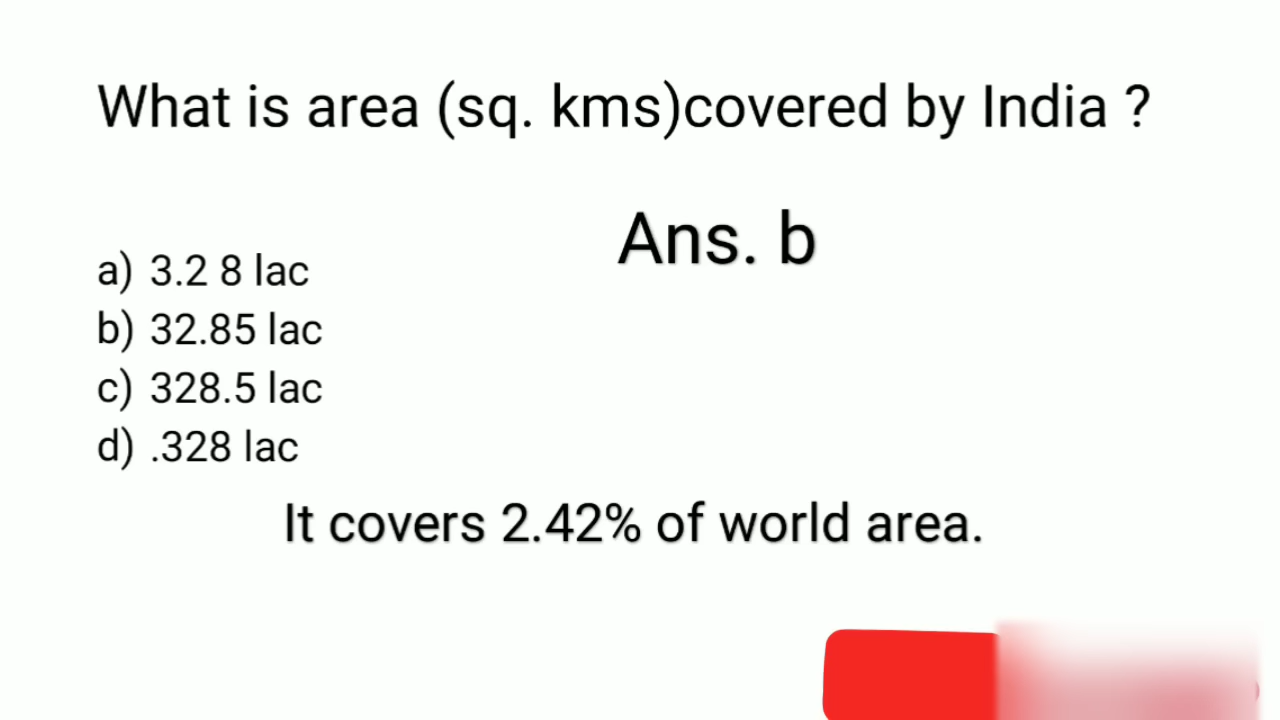 What is area (sq. kms)covered by India ?
Ans. b
a) 3.2 8 lac
b) 32.85 lac
c) 328.5 lac
d) .328 lac
It covers 2.42% of world area.